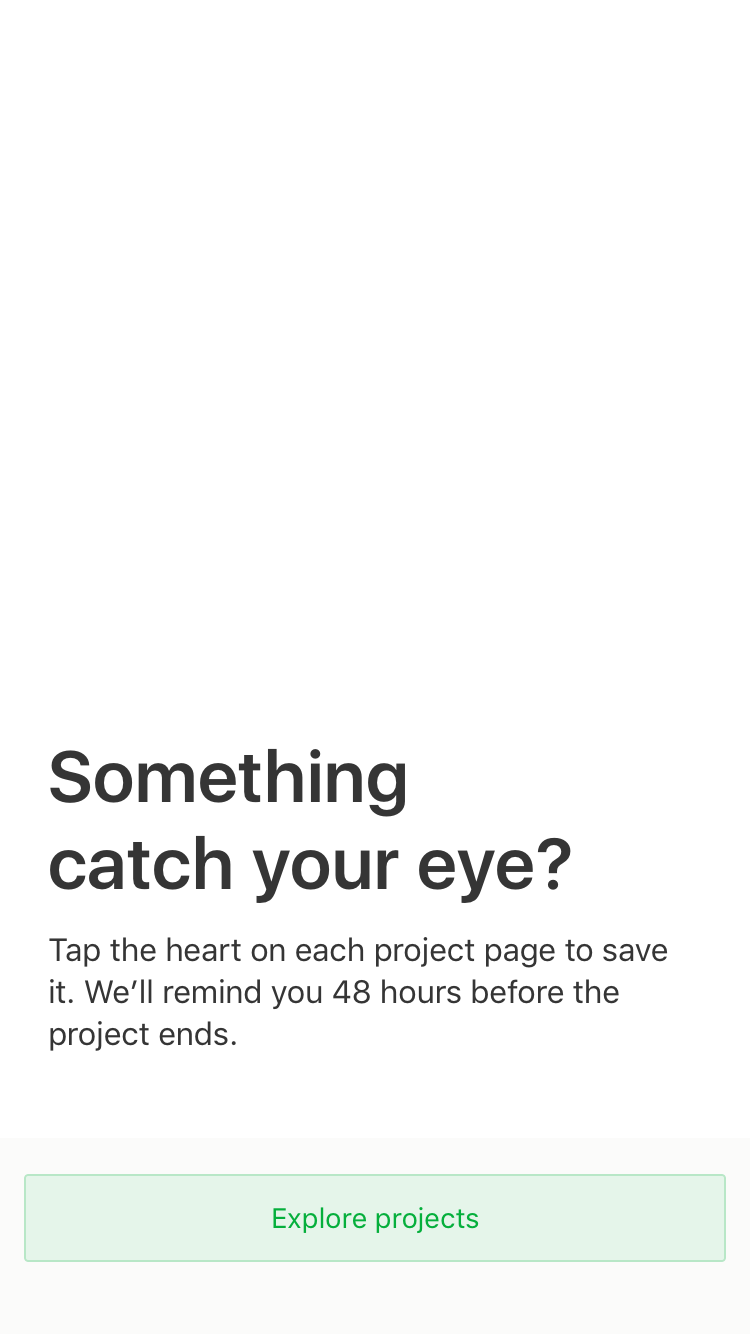 Something
catch your eye?
Tap the heart on each project page to save
it. We’ll remind you 48 hours before the
project ends.
Explore projects